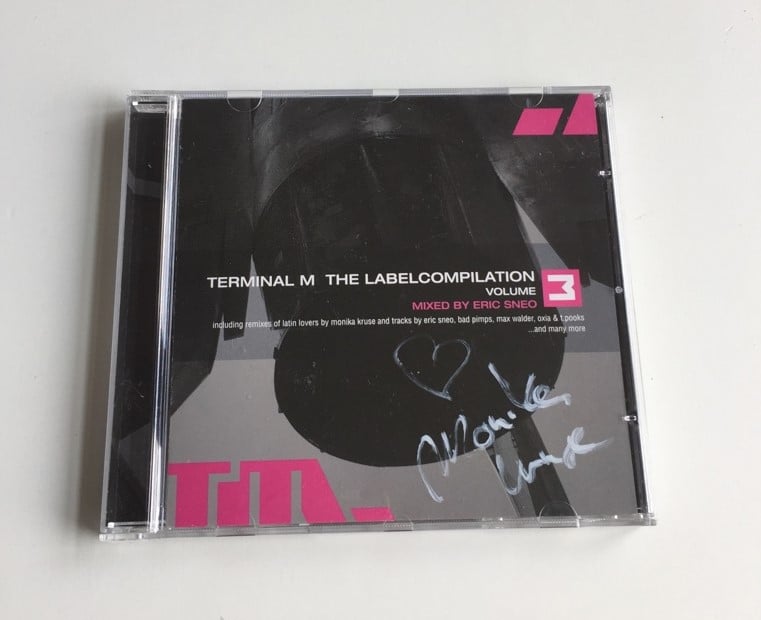 TERMINAL M THE LABELCOMPILATION
VOLUME 3
MIXED BY ERIC SNEO
including remixes of latin lovers by monika kruse and tracks by eric sneo, bad pimps, max walder, oxia & t.pooks
...and many more
Monika
Kruse
TM_